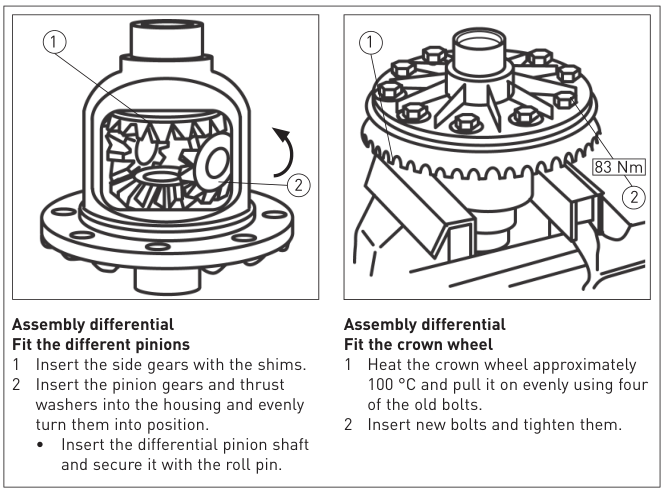 1
2
Assembly differential
Fit the different pinions
1 Insert the side gears with the shims.
2 Insert the pinion gears and thrust
washers into the housing and evenly
turn them into position.
• Insert the differential pinion shaft
and secure it with the roll pin.
1
83 Nm
2
Assembly differential
Fit the crown wheel
1 Heat the crown wheel approximately
100 °C and pull it on evenly using four
of the old bolts.
2 Insert new bolts and tighten them.